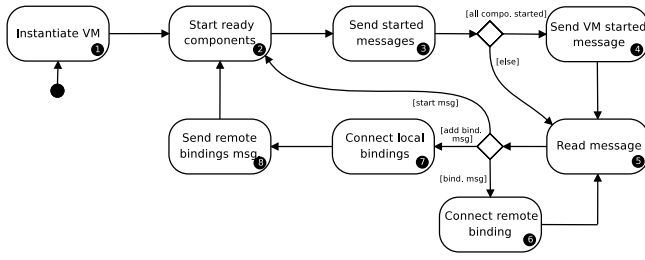 Instantiate VM
1
Start ready
components
2
Send started
messages
3
[all compo. started]
Send VM started
message
4
[else]
[start msg]
Send remote
bindings msg
8
Connect local
bindings
7
[add bind.
msg]
Read message
5
[bind. msg]
Connect remote
binding
6